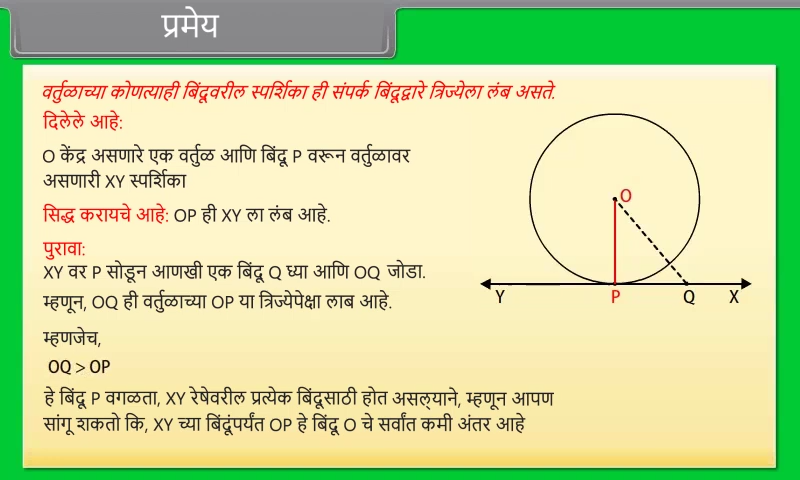 प्रमेय
वर्तुळाच्या कोणत्याही बिंदूवरील स्पर्शिका ही संपर्क बिंदूद्वारे त्रिज्येला लंब असते.
दिलेले आहे:
O केंद्र असणारे एक वर्तुळ आणि बिंदू P वरून वर्तुळावर
असणारी XY स्पर्शिका
सिद्ध करायचे आहे: OP ही XY ला लंब आहे.
पुरावा:
XY वर P सोडून आणखी एक बिंदू Q घ्या आणि OQ जोडा.
म्हणून, OQ ही वर्तुळाच्या OP या त्रिज्येपेक्षा लाब आहे.
म्हणजेच,
OQ > OP
हे बिंदू P वगळता, XY रेषेवरील प्रत्येक बिंदूसाठी होत असल्याने, म्हणून आपण
सांगू शकतो कि, XY च्या बिंदूंपर्यंत OP हे बिंदू O चे सर्वांत कमी अंतर आहे
O
Y P Q X